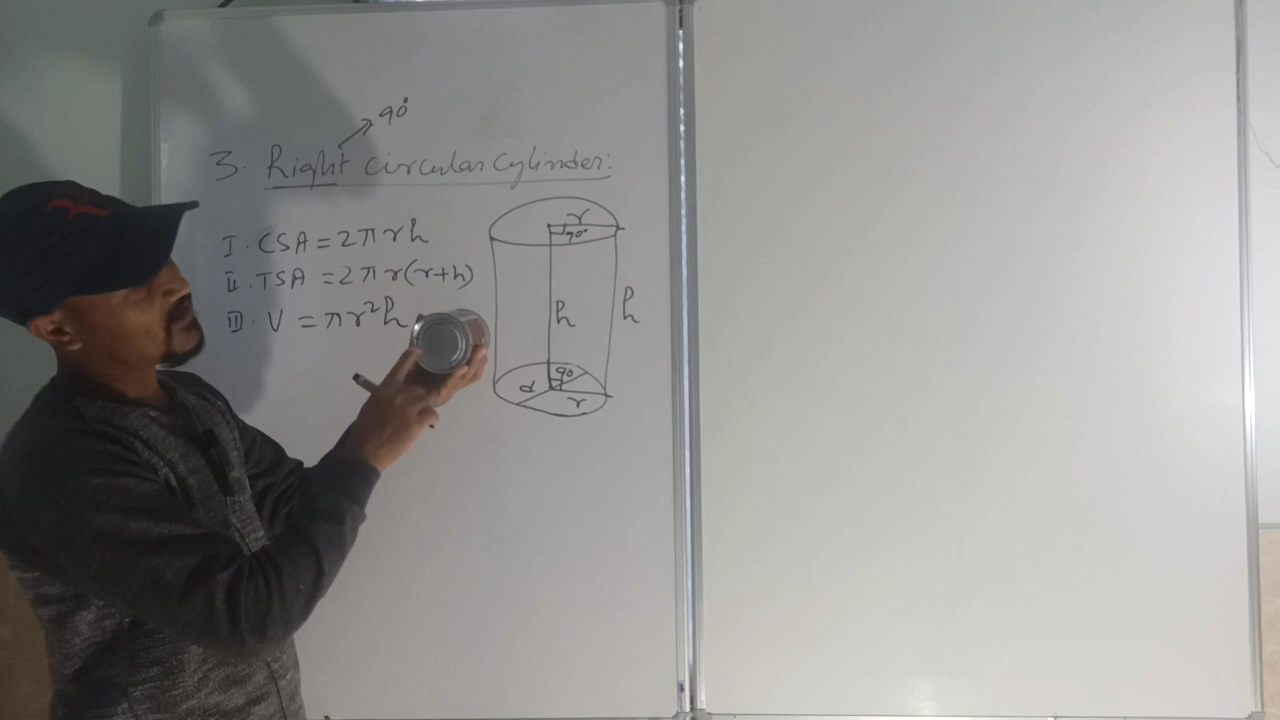 90°
3. Right circular cylinder:
I. CSA = 2πrh
II. TSA = 2πr(r+h)
III. V = πr²h
r
90°
h
h
90
d
r